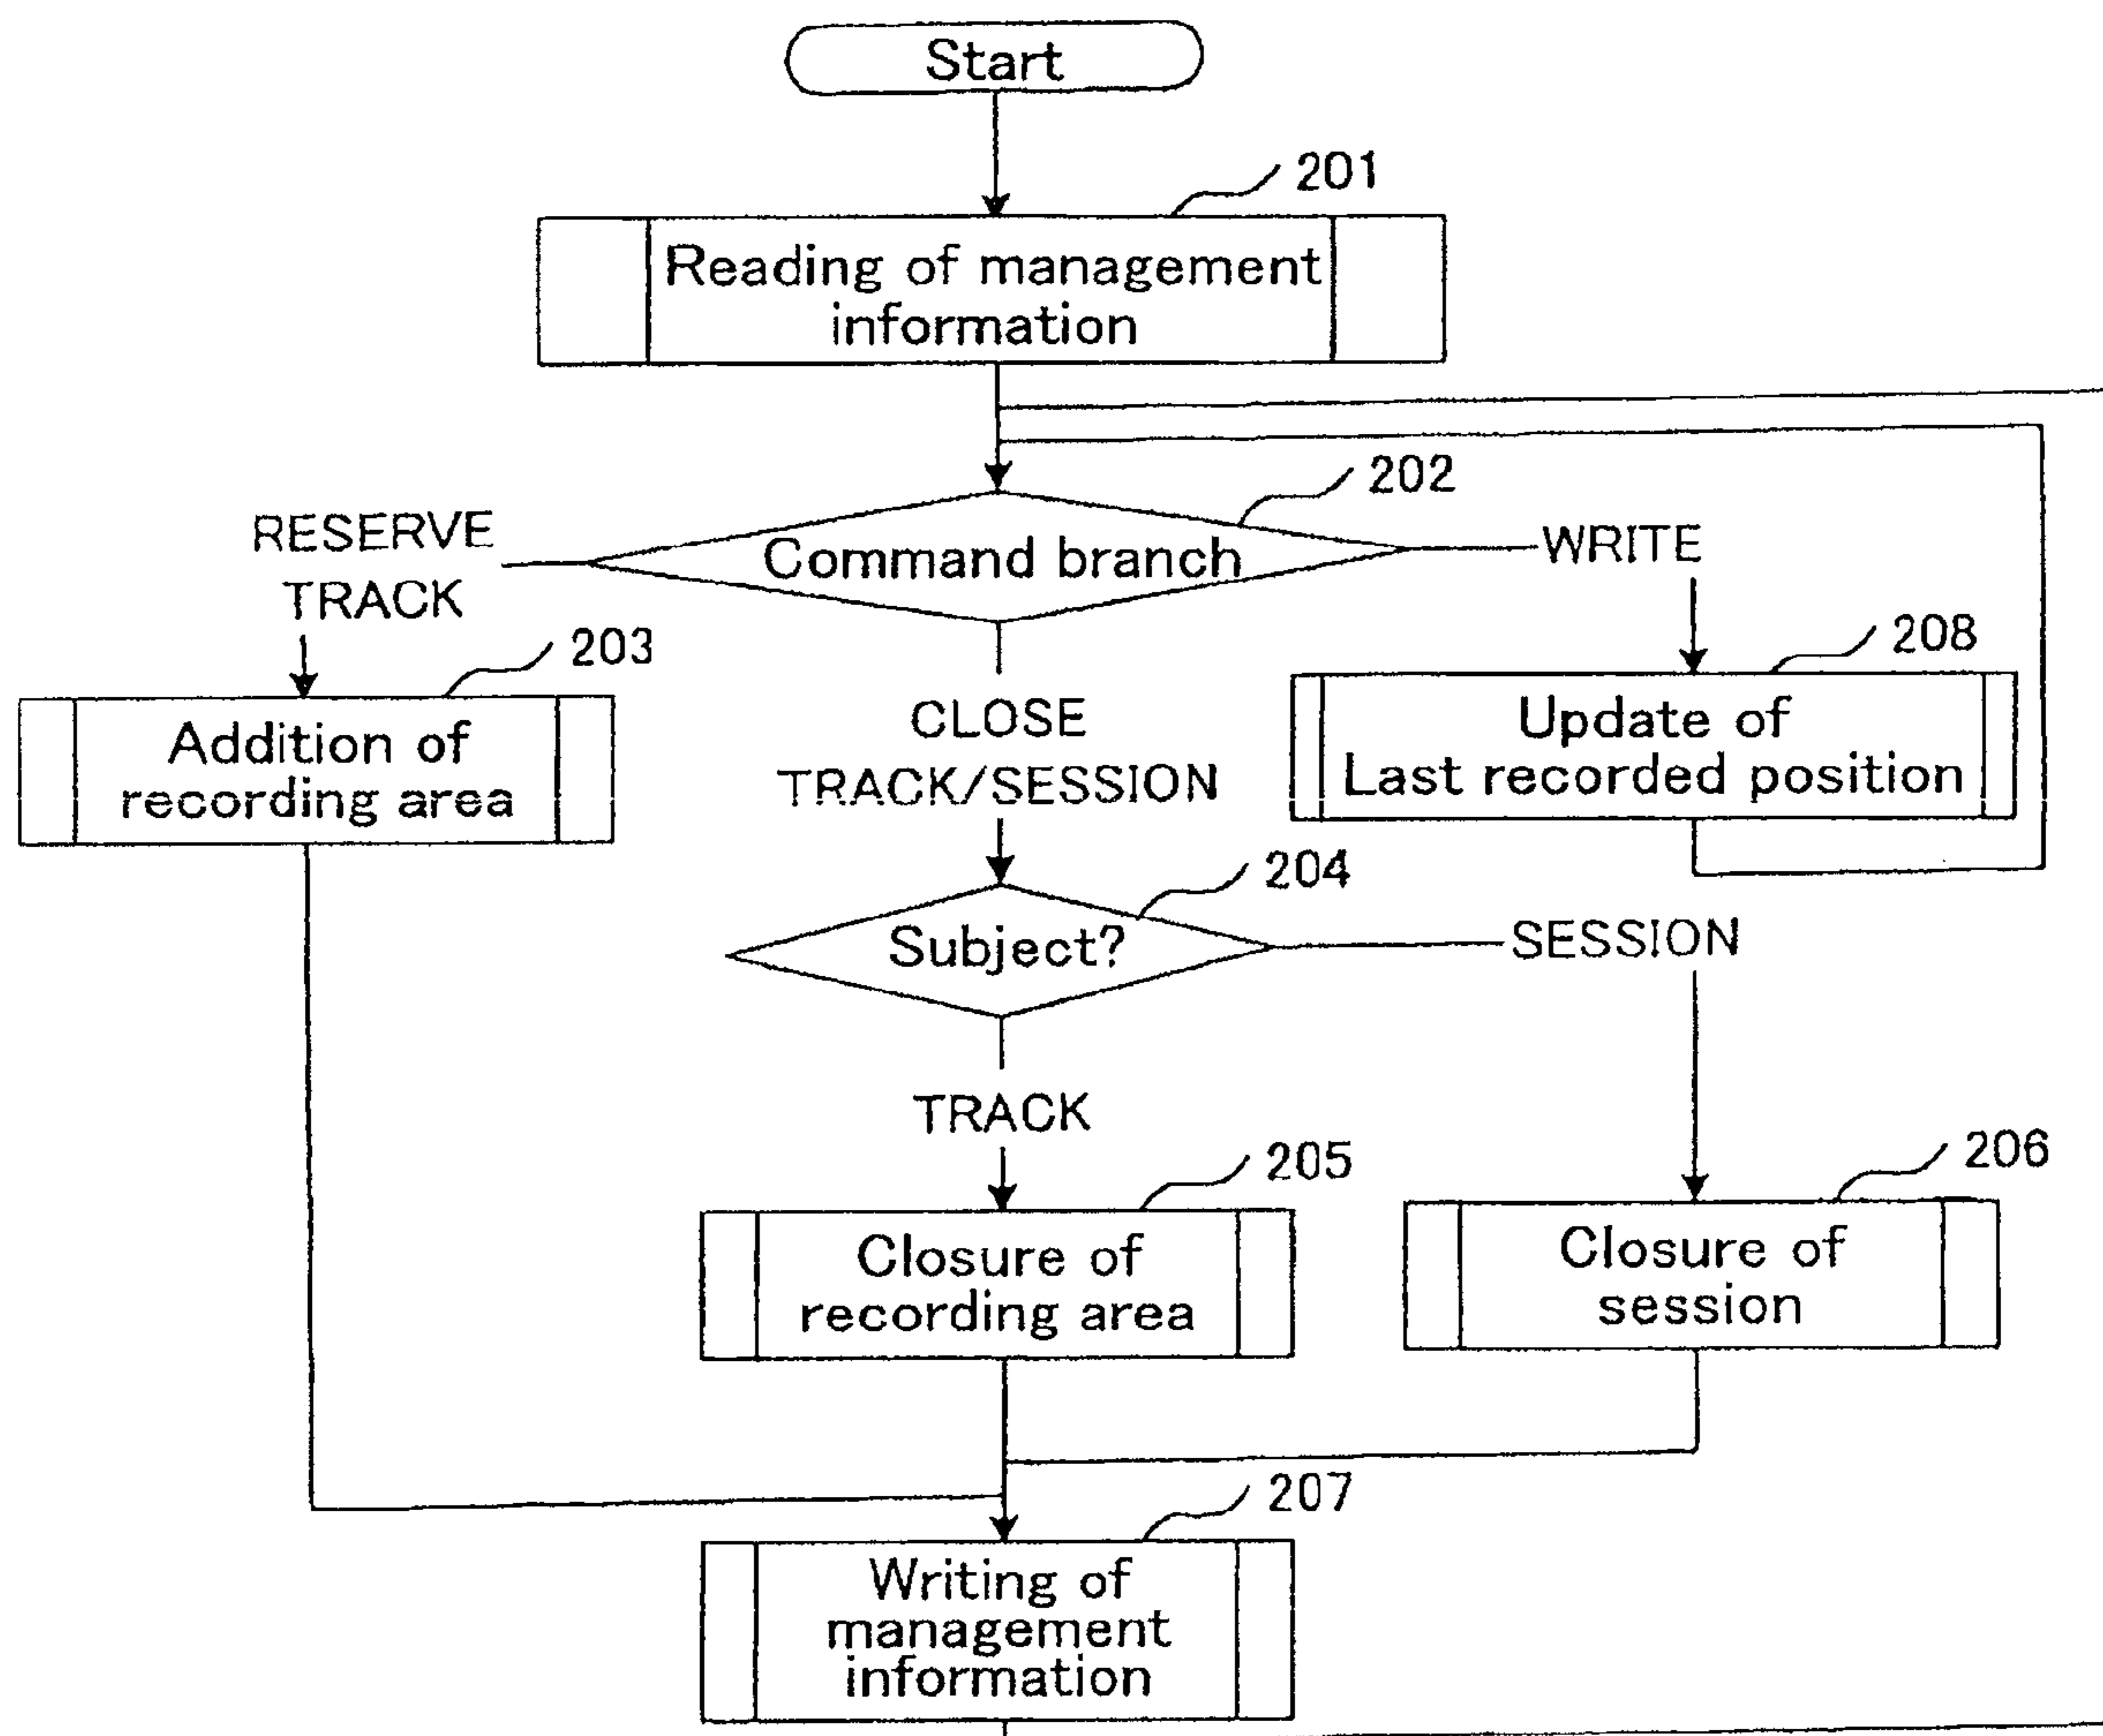 Start
201
Reading of management
information
202
Command branch
RESERVE
TRACK
WRITE
203
Addition of
recording area
CLOSE
TRACK/SESSION
208
Update of
Last recorded position
204
Subject?
SESSION
TRACK
205
Closure of
recording area
206
Closure of
session
207
Writing of
management
information